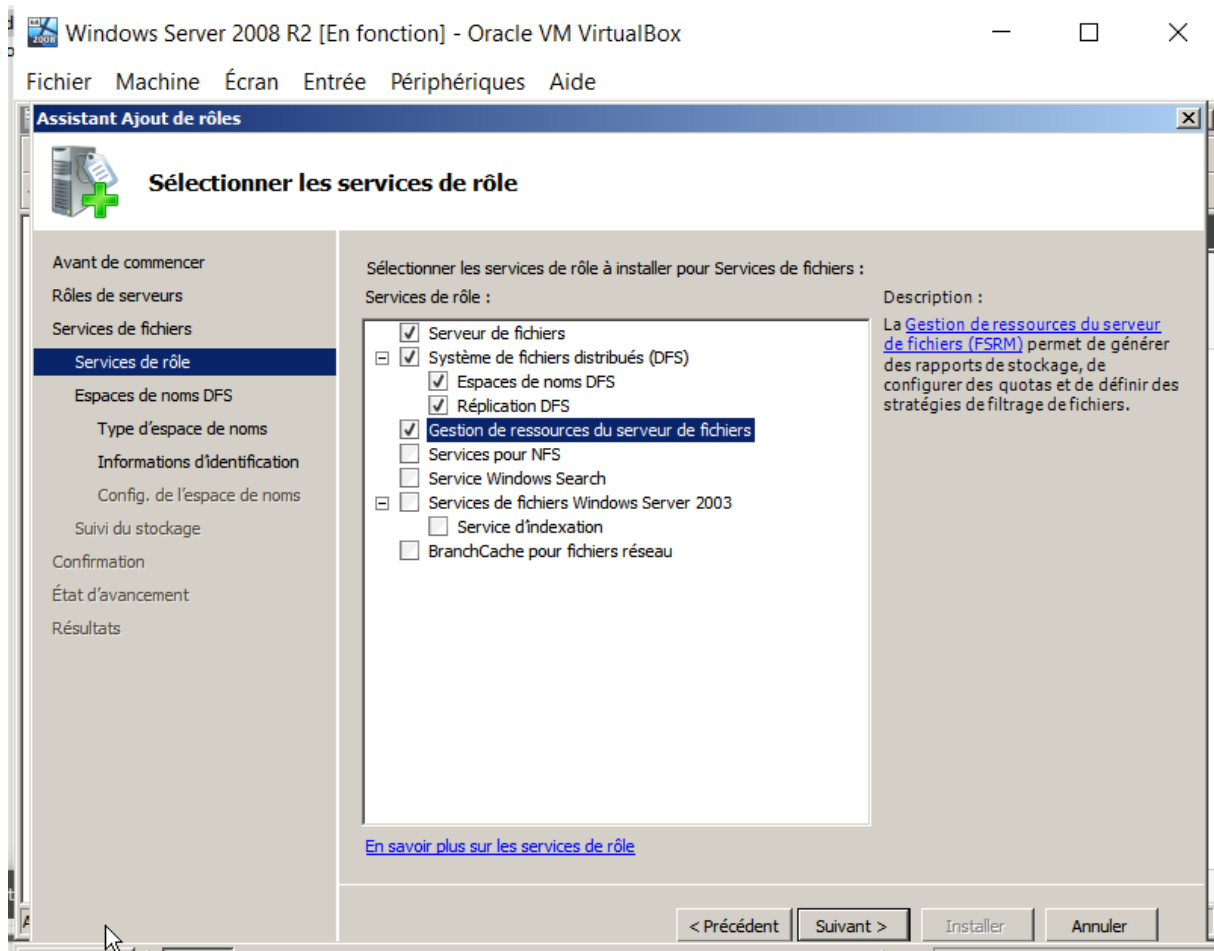 Windows Server 2008 R2 [En fonction] - Oracle VM VirtualBox
Fichier Machine Écran Entrée Périphériques Aide
Assistant Ajout de rôles
Sélectionner les services de rôle
Avant de commencer
Rôles de serveurs
Services de fichiers
Services de rôle
Espaces de noms DFS
Type d'espace de noms
Informations d'identification
Config. de l'espace de noms
Suivi du stockage
Confirmation
État d'avancement
Résultats
Sélectionner les services de rôle à installer pour Services de fichiers :
Services de rôle :
Serveur de fichiers
Système de fichiers distribués (DFS)
Espaces de noms DFS
Réplication DFS
Gestion de ressources du serveur de fichiers
Services pour NFS
Service Windows Search
Services de fichiers Windows Server 2003
Service d'indexation
BranchCache pour fichiers réseau
En savoir plus sur les services de rôle
Description :
La Gestion de ressources du serveur
de fichiers (FSRM) permet de générer
des rapports de stockage, de
configurer des quotas et de définir des
stratégies de filtrage de fichiers.
< Précédent Suivant > Installer Annuler